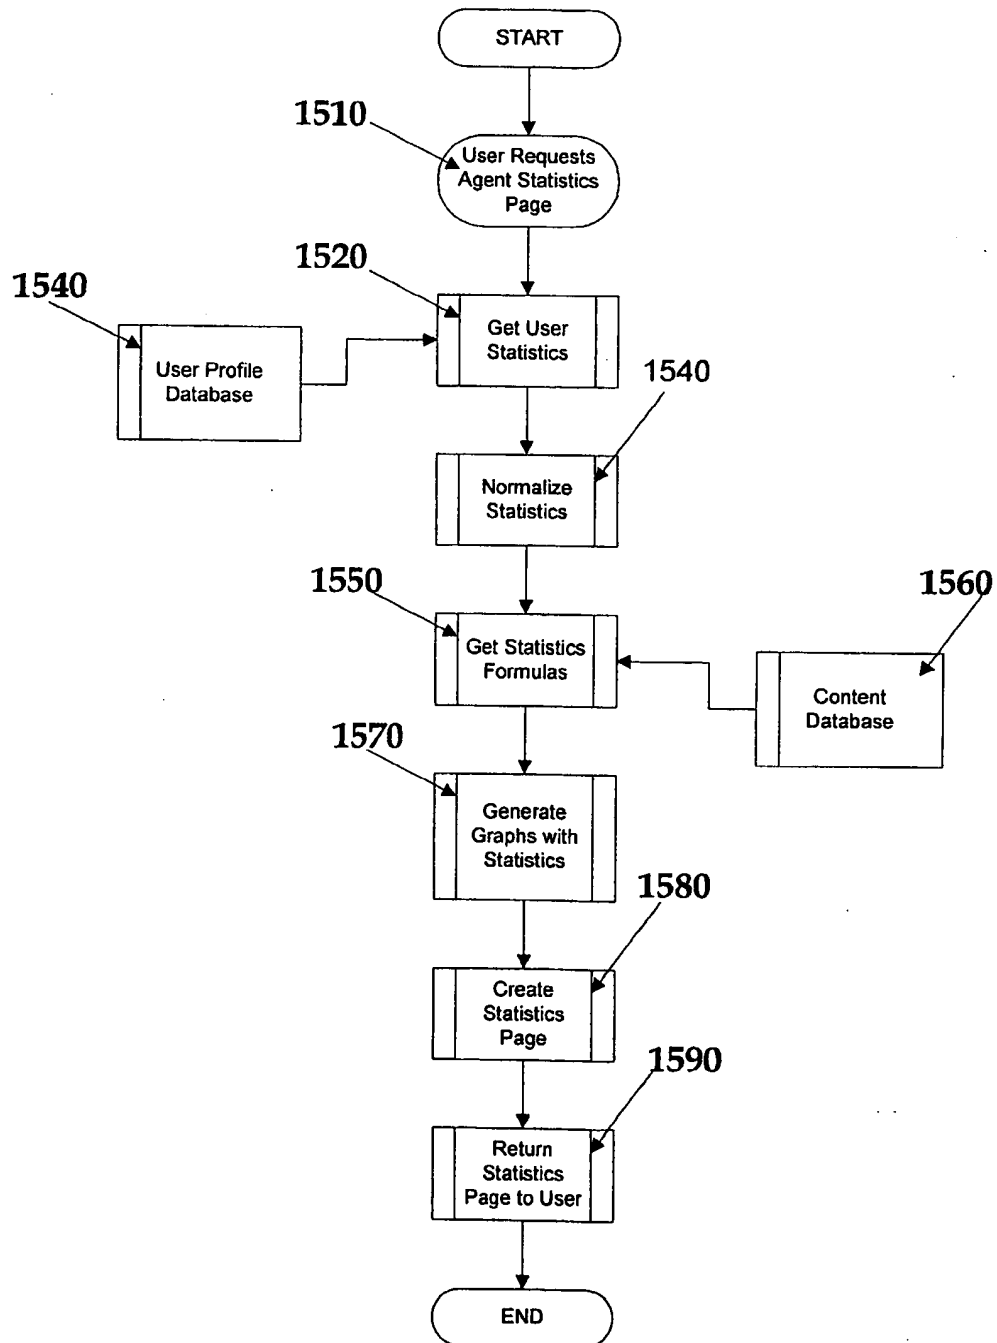 START
1510
User Requests
Agent Statistics
Page
1520
1540
Get User
Statistics
User Profile
Database
1540
Normalize
Statistics
1550
1560
Get Statistics
Formulas
Content
Database
1570
Generate
Graphs with
Statistics
1580
Create
Statistics
Page
1590
Return
Statistics
Page to User
END